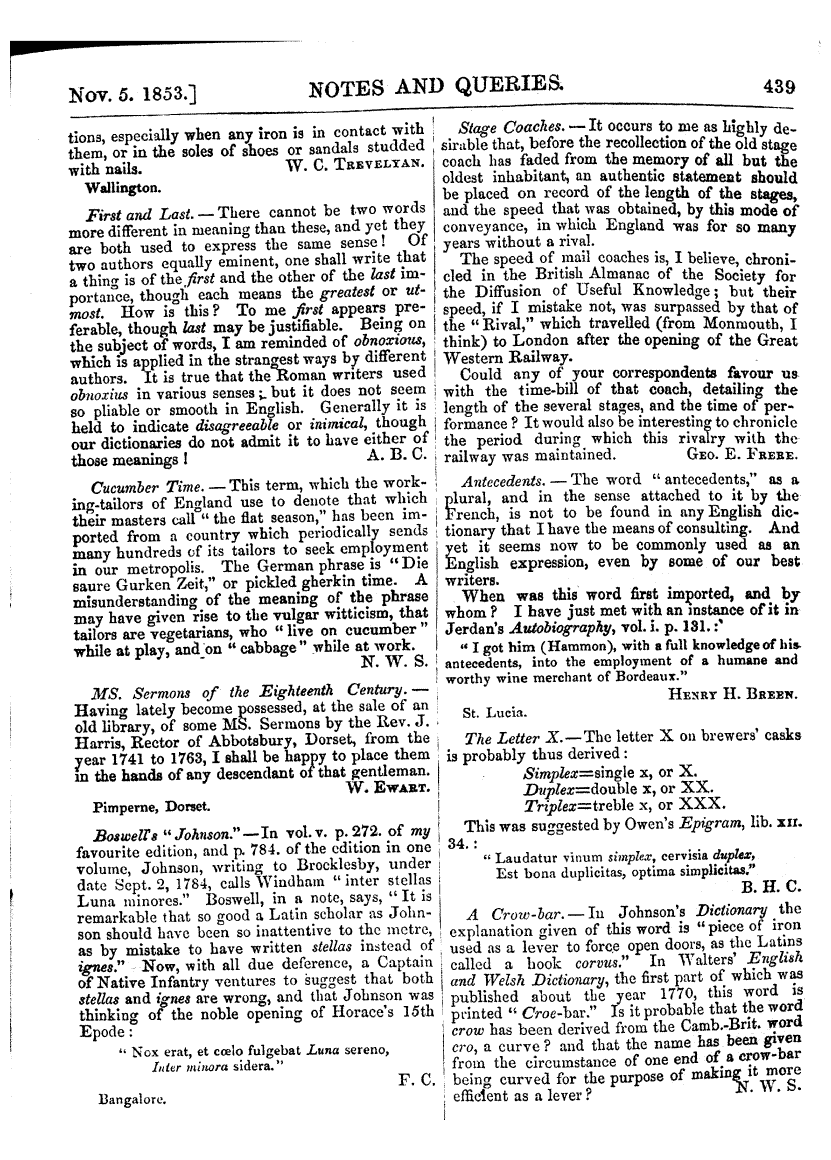 Nov. 5. 1853.]
NOTES AND QUERIES.
439
tions, especially when any iron is in contact with
them, or in the soles of shoes or sandals studded
with nails. W. C. Trevelyan.
Wallington.
First and Last. — There cannot be two words
more different in meaning than these, and yet they
are both used to express the same sense! Of
two authors equally eminent, one shall write that
a thing is of the first and the other of the last im-
portance, though each means the greatest or ut-
most. How is this? To me first appears pre-
ferable, though last may be justifiable. Being on
the subject of words, I am reminded of obnoxious,
which is applied in the strangest ways by different
authors. It is true that the Roman writers used
obnoxius in various senses; but it does not seem
so pliable or smooth in English. Generally it is
held to indicate disagreeable or inimical, though
our dictionaries do not admit it to have either of
those meanings! A. B. C.
Cucumber Time. — This term, which the work-
ing-tailors of England use to denote that which
their masters call "the flat season," has been im-
ported from a country which periodically sends
many hundreds of its tailors to seek employment
in our metropolis. The German phrase is "Die
saure Gurken Zeit," or pickled gherkin time. A
misunderstanding of the meaning of the phrase
may have given rise to the vulgar witticism, that
tailors are vegetarians, who "live on cucumber"
while at play, and on "cabbage" while at work.
N. W. S.
MS. Sermons of the Eighteenth Century. —
Having lately become possessed, at the sale of an
old library, of some MS. Sermons by the Rev. J.
Harris, Rector of Abbotsbury, Dorset, from the
year 1741 to 1763, I shall be happy to place them
in the hands of any descendant of that gentleman.
W. Ewart.
Pimperne, Dorset.
Boswell's "Johnson." — In vol. v. p. 272. of my
favourite edition, and p. 784. of the edition in one
volume, Johnson, writing to Brocklesby, under
date Sept. 2, 1784, calls Windham "inter stellas
Luna minores." Boswell, in a note, says, "It is
remarkable that so good a Latin scholar as John-
son should have been so inattentive to the metre,
as by mistake to have written stellas instead of
ignes." Now, with all due deference, a Captain
of Native Infantry ventures to suggest that both
stellas and ignes are wrong, and that Johnson was
thinking of the noble opening of Horace's 15th
Epode:
"Nox erat, et cœlo fulgebat Luna sereno,
Inter minora sidera."
F. C.
Bangalore.
Stage Coaches. — It occurs to me as highly de-
sirable that, before the recollection of the old stage
coach has faded from the memory of all but the
oldest inhabitant, an authentic statement should
be placed on record of the length of the stages,
and the speed that was obtained, by this mode of
conveyance, in which England was for so many
years without a rival.
The speed of mail coaches is, I believe, chroni-
cled in the British Almanac of the Society for
the Diffusion of Useful Knowledge; but their
speed, if I mistake not, was surpassed by that of
the "Rival," which travelled (from Monmouth, I
think) to London after the opening of the Great
Western Railway.
Could any of your correspondents favour us
with the time-bill of that coach, detailing the
length of the several stages, and the time of per-
formance? It would also be interesting to chronicle
the period during which this rivalry with the
railway was maintained. Geo. E. Frere.
Antecedents. — The word "antecedents," as a
plural, and in the sense attached to it by the
French, is not to be found in any English dic-
tionary that I have the means of consulting. And
yet it seems now to be commonly used as an
English expression, even by some of our best
writers.
When was this word first imported, and by
whom? I have just met with an instance of it in
Jerdan's Autobiography, vol. i. p. 131.:
"I got him (Hammon), with a full knowledge of his
antecedents, into the employment of a humane and
worthy wine merchant of Bordeaux."
Henry H. Breen.
St. Lucia.
The Letter X. — The letter X on brewers' casks
is probably thus derived:
Simplex=single x, or X.
Duplex=double x, or XX.
Triplex=treble x, or XXX.
This was suggested by Owen's Epigram, lib. xii.
34.:
"Laudatur vinum simplex, cervisia duplex,
Est bona duplicitas, optima simplicitas."
B. H. C.
A Crow-bar. — In Johnson's Dictionary the
explanation given of this word is "piece of iron
used as a lever to force open doors, as the Latins
called a hook corvus." In Walters' English
and Welsh Dictionary, the first part of which was
published about the year 1770, this word is
printed "Croe-bar." Is it probable that the word
crow has been derived from the Camb.-Brit. word
cro, a curve? and that the name has been given
from the circumstance of one end of a crow-bar
being curved for the purpose of making it more
efficient as a lever? N. W. S.